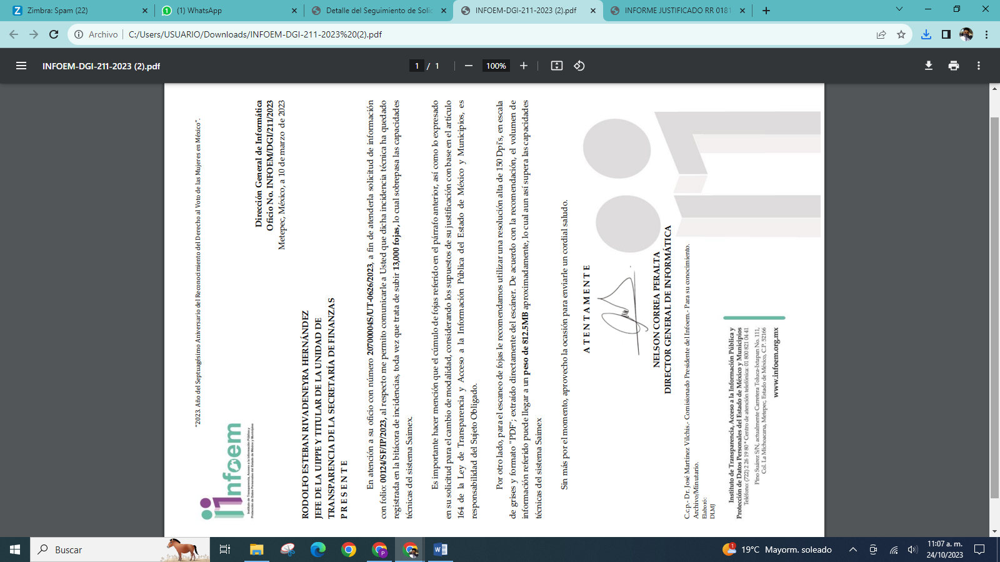 Zimbra: Spam (22)
(1) WhatsApp
Detalle del Seguimiento de Solic
INFOEM-DGI-211-2023 (2).pdf
INFORME JUSTIFICADO RR 0181
Archivo
C:/Users/USUARIO/Downloads/INFOEM-DGI-211-2023%20(2).pdf
INFOEM-DGI-211-2023 (2).pdf
1 / 1
100%
"2023. Año del Septuagésimo Aniversario del Reconocimiento del Derecho al Voto de las Mujeres en México".
infoem
Instituto de Transparencia, Acceso a la Información Pública y
Protección de Datos Personales del Estado de México y Municipios
Dirección General de Informática
Oficio No. INFOEM/DGI/211/2023
Metepec, México, a 10 de marzo de 2023
RODOLFO ESTEBAN RIVADENEYRA HERNÁNDEZ
JEFE DE LA UIPPE Y TITULAR DE LA UNIDAD DE
TRANSPARENCIA DE LA SECRETARÍA DE FINANZAS
P R E S E N T E
En atención a su oficio con número 20700004S/UT-0626/2023, a fin de atenderla solicitud de información
con folio: 00124/SF/IP/2023, al respecto me permito comunicarle a Usted que dicha incidencia técnica ha quedado
registrada en la bitácora de incidencias, toda vez que trata de subir 13,000 fojas, lo cual sobrepasa las capacidades
técnicas del sistema Saimex.
Es importante hacer mención que el cúmulo de fojas referido en el párrafo anterior, así como lo expresado
en su solicitud para el cambio de modalidad, considerando los supuestos de su justificación con base en el artículo
164 de la Ley de Transparencia y Acceso a la Información Pública del Estado de México y Municipios, es
responsabilidad del Sujeto Obligado.
Por otro lado, para el escaneo de fojas le recomendamos utilizar una resolución alta de 150 Dpi's, en escala
de grises y formato "PDF"; extraído directamente del escáner. De acuerdo con la recomendación, el volumen de
información referido puede llegar a un peso de 812.5MB aproximadamente, lo cual aun así supera las capacidades
técnicas del sistema Saimex
Sin más por el momento, aprovecho la ocasión para enviarle un cordial saludo.
A T E N T A M E N T E
NELSON CORREA PERALTA
DIRECTOR GENERAL DE INFORMÁTICA
C.c.p.- Dr. José Martínez Vilchis.- Comisionado Presidente del Infoem.- Para su conocimiento.
Archivo/Minutario.
Elaboró:
DLMJ
Instituto de Transparencia, Acceso a la Información Pública y
Protección de Datos Personales del Estado de México y Municipios
Teléfono: (722) 2 26 19 80 * Centro de atención telefónica: 01 800 821 04 41
Pino Suárez S/N, actualmente Carretera Toluca-Ixtapan No. 111,
Col. La Michoacana, Metepec, Estado de México, C.P. 52166
www.infoem.org.mx
Buscar
1
19°C Mayorm. soleado
11:07 a. m.
24/10/2023